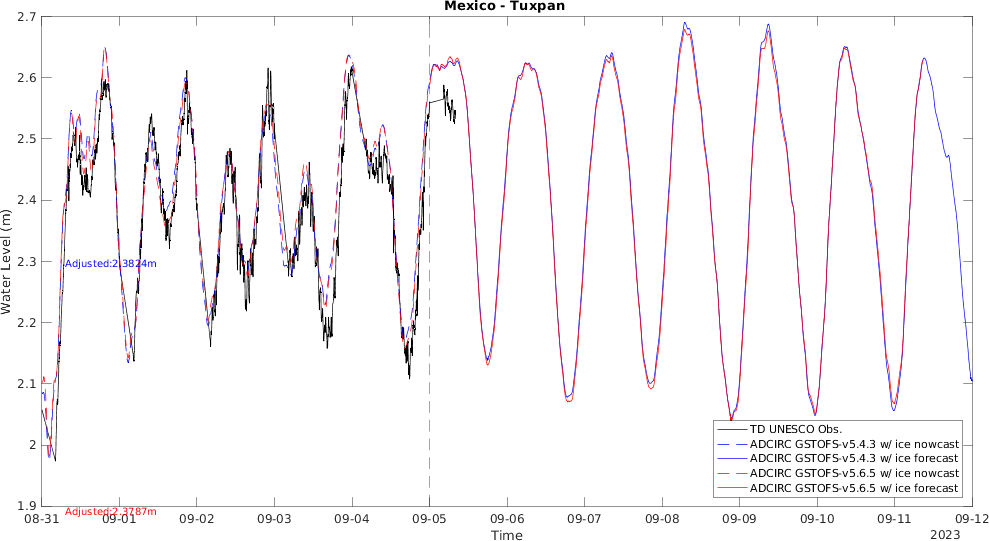 Mexico - Tuxpan
2.7
2.6
2.5
2.4
2.3
2.2
2.1
2
1.9
Water Level (m)
Adjusted:2.3824m
Adjusted:2.3787m
TD UNESCO Obs.
ADCIRC GSTOFS-v5.4.3 w/ ice nowcast
ADCIRC GSTOFS-v5.4.3 w/ ice forecast
ADCIRC GSTOFS-v5.6.5 w/ ice nowcast
ADCIRC GSTOFS-v5.6.5 w/ ice forecast
08-31 09-01 09-02 09-03 09-04 09-05 09-06 09-07 09-08 09-09 09-10 09-11 09-12
Time
2023